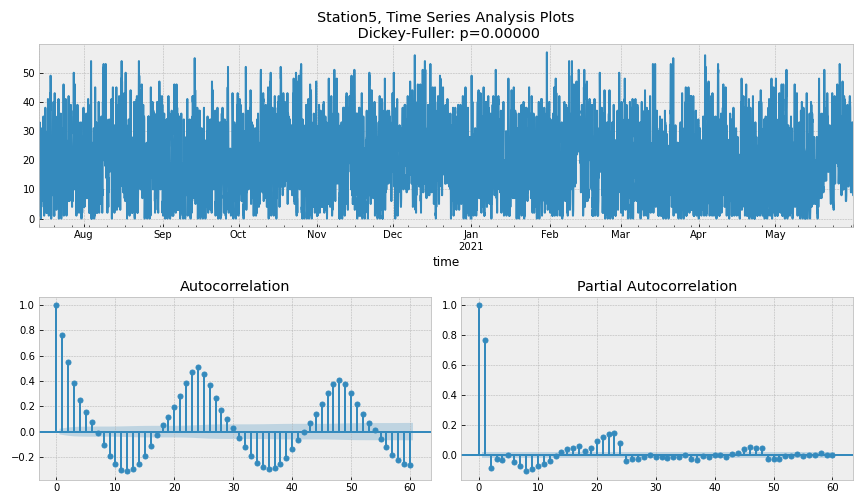 Station5, Time Series Analysis Plots
Dickey-Fuller: p=0.00000
50
40
30
20
10
0
Aug Sep Oct Nov Dec Jan Feb Mar Apr May
2021
time
Autocorrelation Partial Autocorrelation
1.0 1.0
0.8 0.8
0.6 0.6
0.4 0.4
0.2 0.2
0.0 0.0
−0.2
0 10 20 30 40 50 60 0 10 20 30 40 50 60